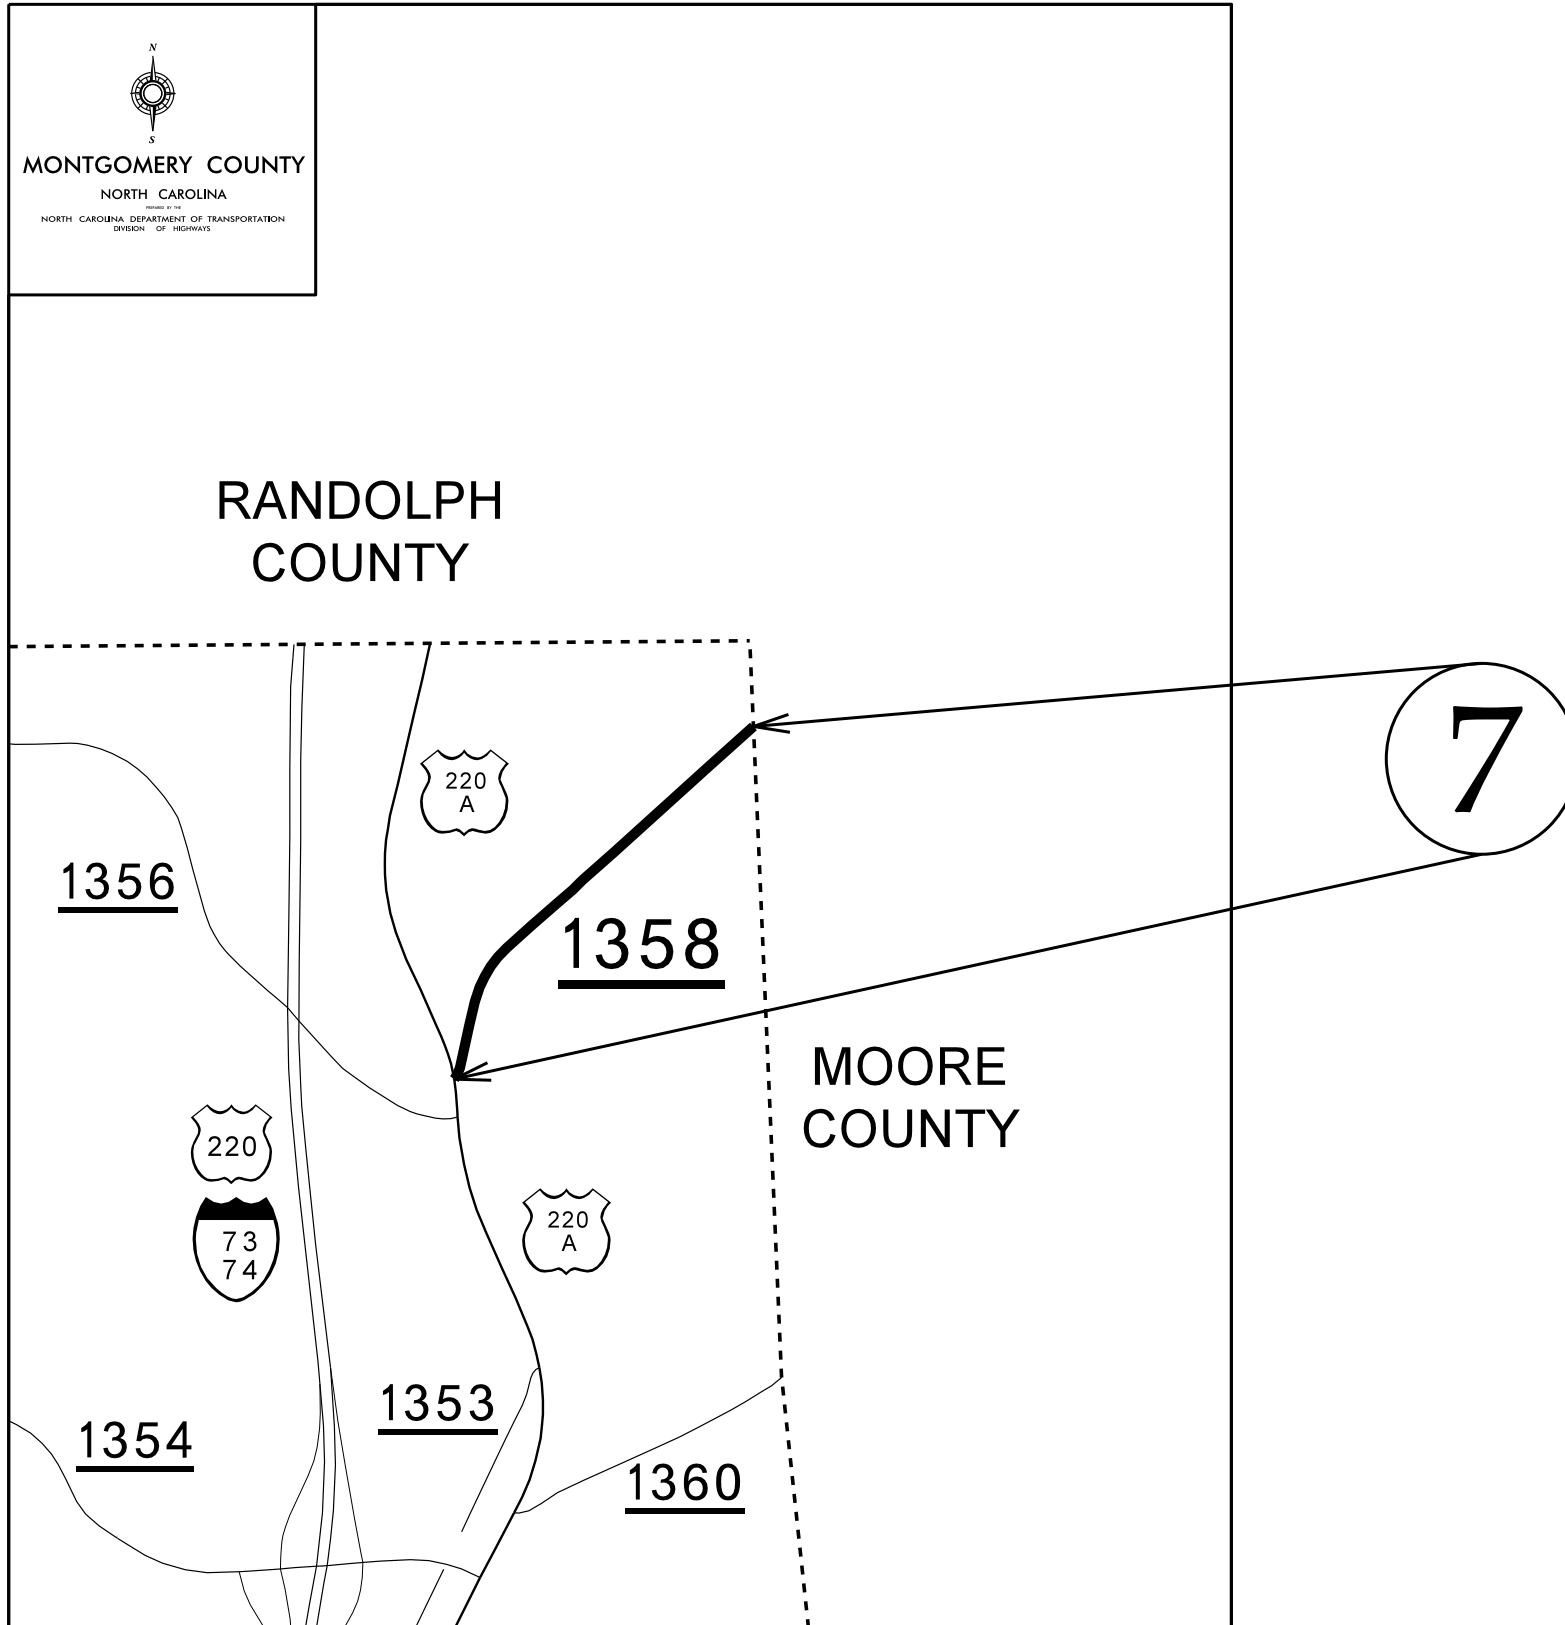 N
S
MONTGOMERY COUNTY
NORTH CAROLINA
PREPARED BY THE
NORTH CAROLINA DEPARTMENT OF TRANSPORTATION
DIVISION OF HIGHWAYS
RANDOLPH
COUNTY
7
220
A
1356
1358
MOORE
COUNTY
220
73
74
220
A
1353
1354
1360